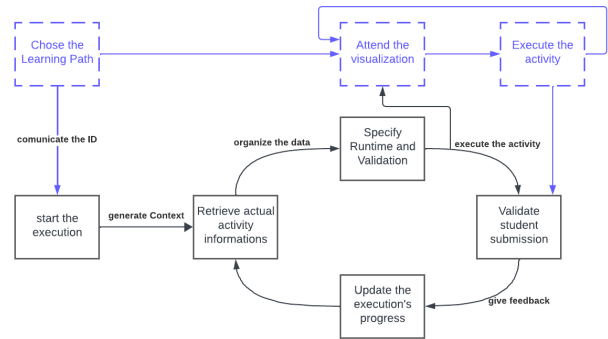 Chose the
Learning Path
Attend the
visualization
Execute the
activity
comunicate the ID
organize the data
Specify
Runtime and
Validation
execute the activity
start the
execution
generate Context
Retrieve actual
activity
informations
Validate
student
submission
Update the
execution's
progress
give feedback